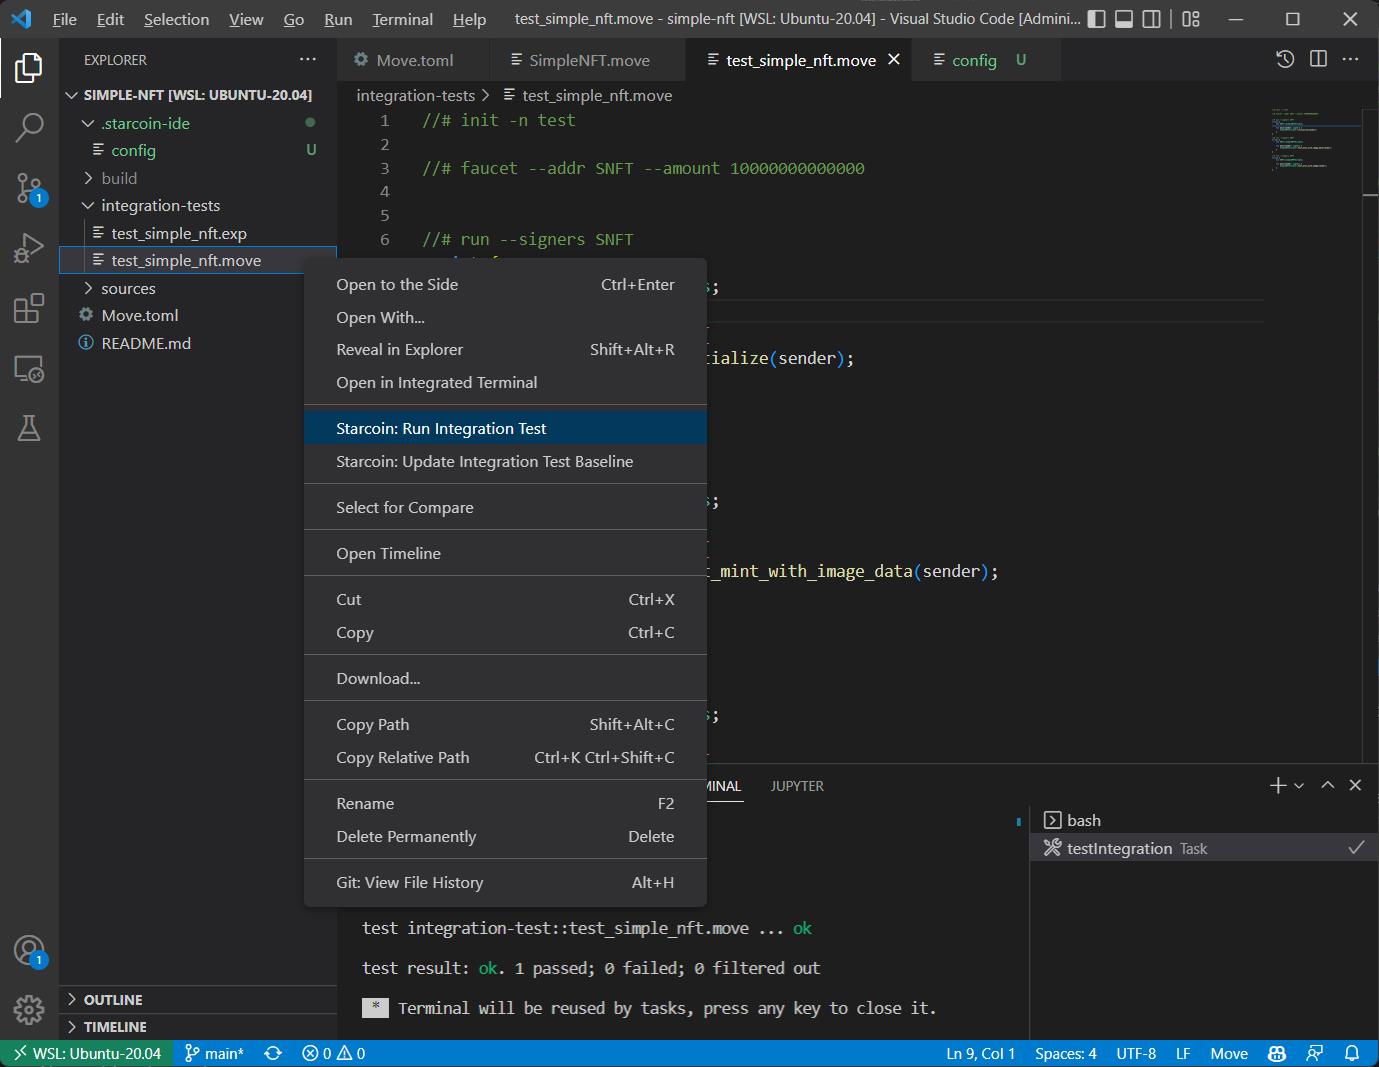 File Edit Selection View Go Run Terminal Help test_simple_nft.move - simple-nft [WSL: Ubuntu-20.04] - Visual Studio Code [Admini...
EXPLORER
Move.toml SimpleNFT.move test_simple_nft.move config U
SIMPLE-NFT [WSL: UBUNTU-20.04]
.starcoin-ide
config U
build
integration-tests
test_simple_nft.exp
test_simple_nft.move
sources
Move.toml
README.md
OUTLINE
TIMELINE
1
1
integration-tests > test_simple_nft.move
1 //# init -n test
2
3 //# faucet --addr SNFT --amount 10000000000000
4
5
6 //# run --signers SNFT
s;
tialize(sender);
s;
t_mint_with_image_data(sender);
s;
Open to the Side Ctrl+Enter
Open With...
Reveal in Explorer Shift+Alt+R
Open in Integrated Terminal
Starcoin: Run Integration Test
Starcoin: Update Integration Test Baseline
Select for Compare
Open Timeline
Cut Ctrl+X
Copy Ctrl+C
Download...
Copy Path Shift+Alt+C
Copy Relative Path Ctrl+K Ctrl+Shift+C
Rename F2
Delete Permanently Delete
Git: View File History Alt+H
MINAL JUPYTER
bash
testIntegration Task
test integration-test::test_simple_nft.move ... ok
test result: ok. 1 passed; 0 failed; 0 filtered out
* Terminal will be reused by tasks, press any key to close it.
WSL: Ubuntu-20.04 main* 0 0 Ln 9, Col 1 Spaces: 4 UTF-8 LF Move